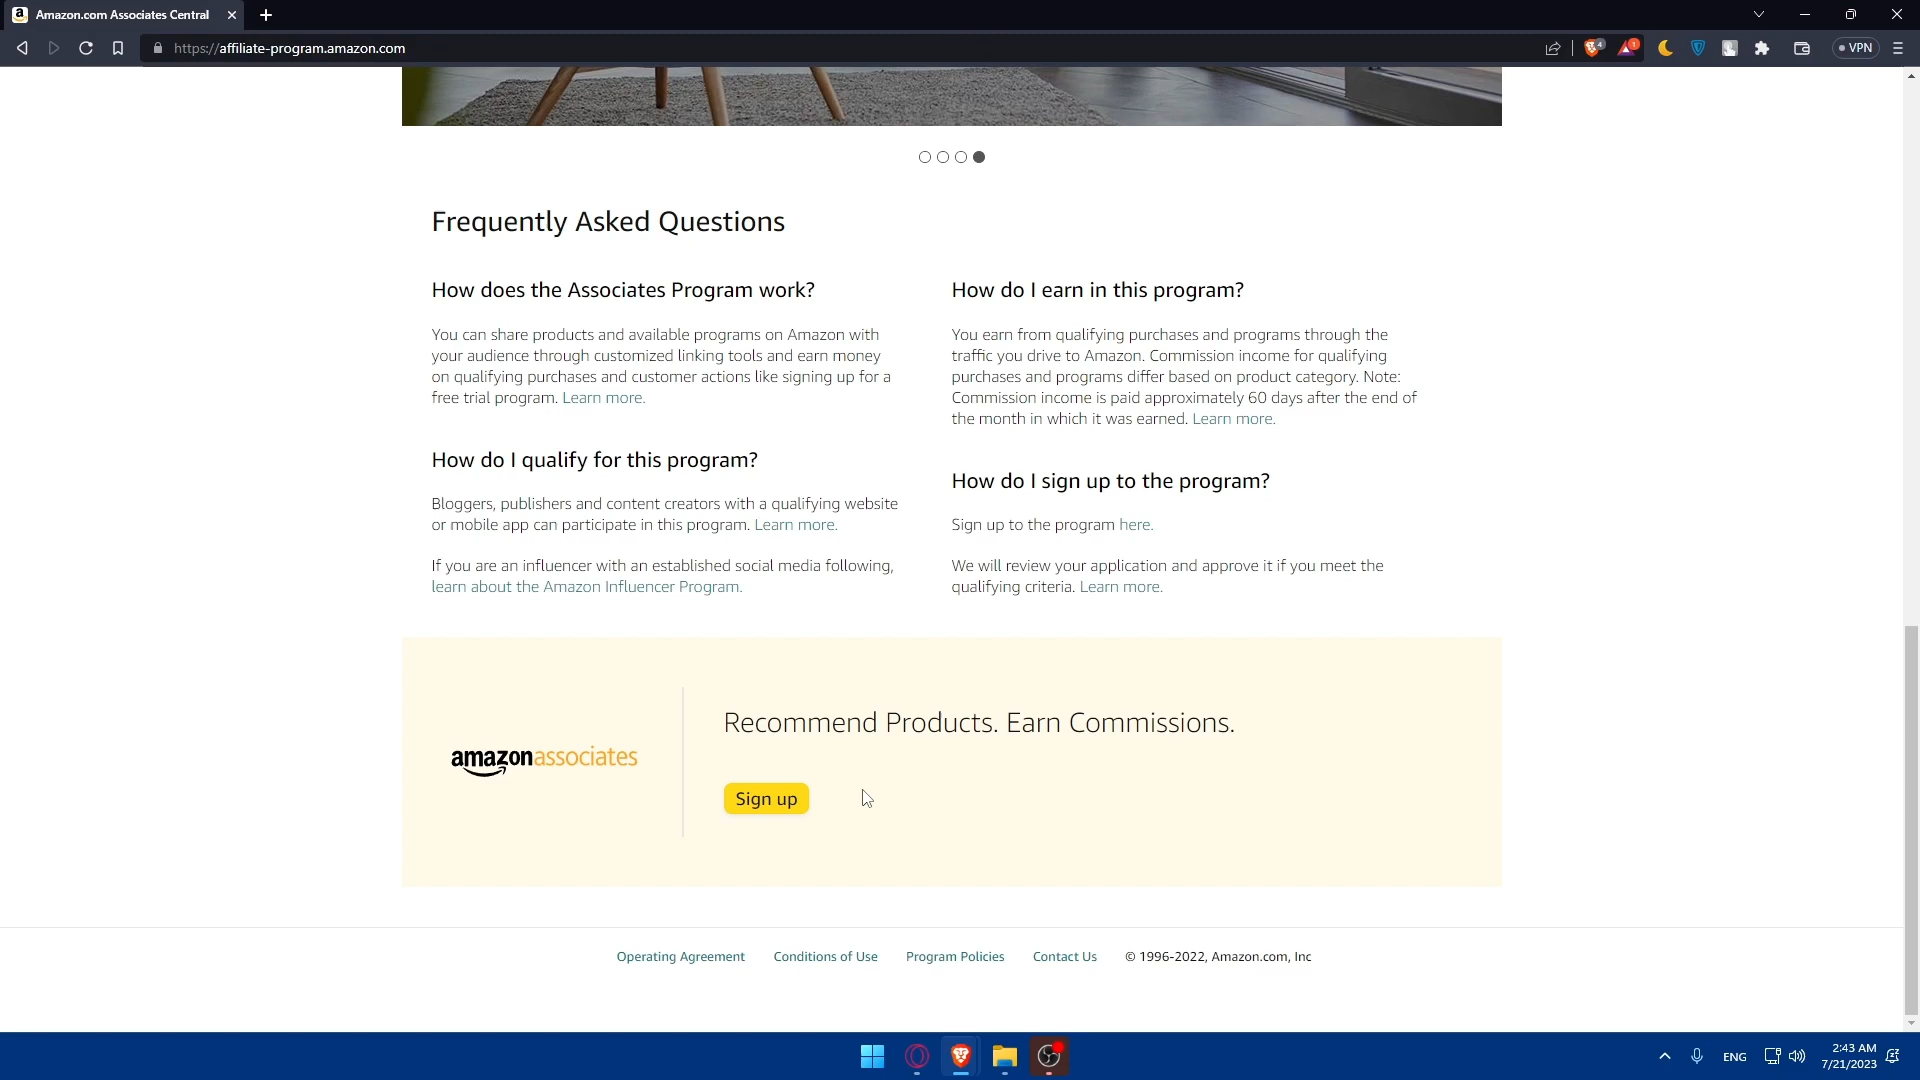 Amazon.com Associates Central
https://affiliate-program.amazon.com
4
1
VPN
Frequently Asked Questions
How does the Associates Program work?
You can share products and available programs on Amazon with
your audience through customized linking tools and earn money
on qualifying purchases and customer actions like signing up for a
free trial program. Learn more.
How do I qualify for this program?
Bloggers, publishers and content creators with a qualifying website
or mobile app can participate in this program. Learn more.
If you are an influencer with an established social media following,
learn about the Amazon Influencer Program.
How do I earn in this program?
You earn from qualifying purchases and programs through the
traffic you drive to Amazon. Commission income for qualifying
purchases and programs differ based on product category. Note:
Commission income is paid approximately 60 days after the end of
the month in which it was earned. Learn more.
How do I sign up to the program?
Sign up to the program here.
We will review your application and approve it if you meet the
qualifying criteria. Learn more.
amazonassociates
Recommend Products. Earn Commissions.
Sign up
Operating Agreement Conditions of Use Program Policies Contact Us © 1996-2022, Amazon.com, Inc
ENG
2:43 AM
7/21/2023